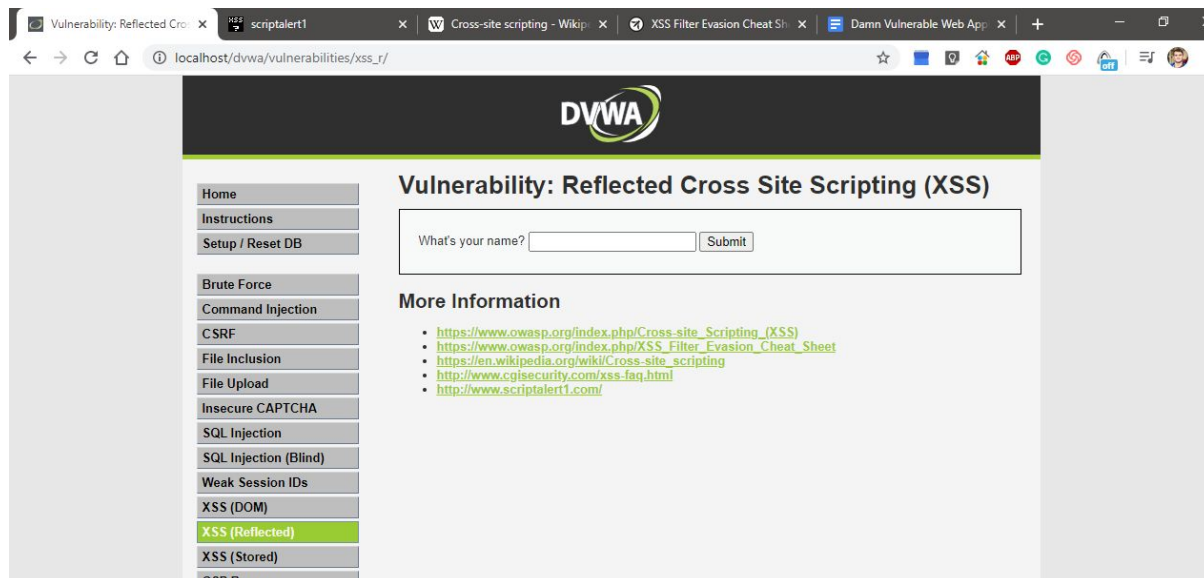 Vulnerability: Reflected Cro
scriptalert1
Cross-site scripting - Wikip
XSS Filter Evasion Cheat Sh
Damn Vulnerable Web App
localhost/dvwa/vulnerabilities/xss_r/
ABP
off
DVWA
Vulnerability: Reflected Cross Site Scripting (XSS)
What's your name? Submit
More Information
https://www.owasp.org/index.php/Cross-site_Scripting_(XSS)
https://www.owasp.org/index.php/XSS_Filter_Evasion_Cheat_Sheet
https://en.wikipedia.org/wiki/Cross-site_scripting
http://www.cgisecurity.com/xss-faq.html
http://www.scriptalert1.com/
Home
Instructions
Setup / Reset DB
Brute Force
Command Injection
CSRF
File Inclusion
File Upload
Insecure CAPTCHA
SQL Injection
SQL Injection (Blind)
Weak Session IDs
XSS (DOM)
XSS (Reflected)
XSS (Stored)